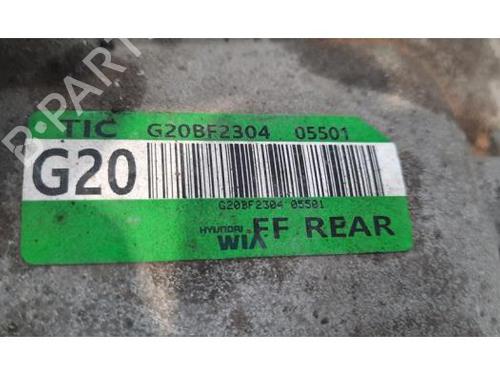 B-PARTS
TIC G20BF2304 05501
G20
G20BF2304 05501
HYUNDAI WIA FF REAR